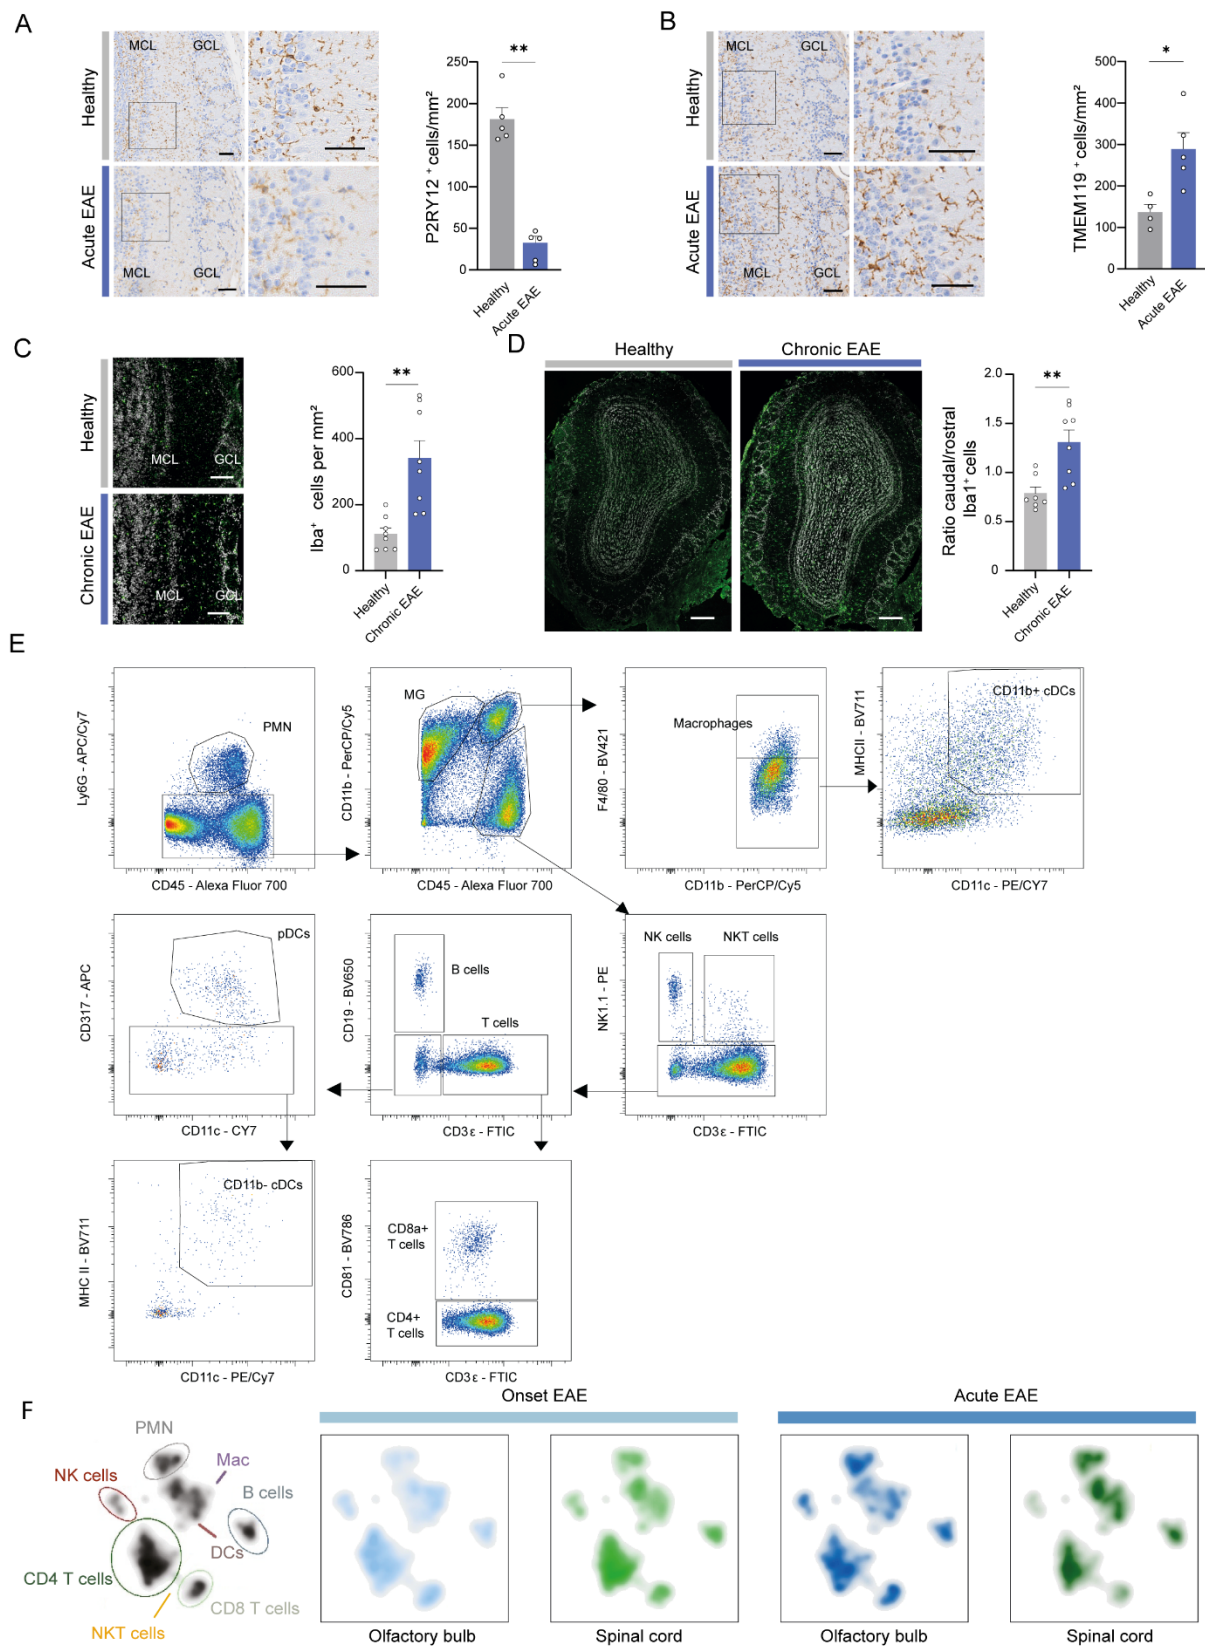 A
Healthy
MCL
GCL
Acute EAE
MCL
GCL
P2RY12 + cells/mm²
250
200
150
100
50
0
**
Healthy
Acute EAE
B
Healthy
MCL
GCL
Acute EAE
MCL
GCL
TMEM119 + cells/mm²
500
400
300
200
100
0
*
Healthy
Acute EAE
C
Healthy
MCL
GCL
Chronic EAE
MCL
GCL
Iba+ cells per mm²
600
400
200
0
**
Healthy
Chronic EAE
D
Healthy
Chronic EAE
Ratio caudal/rostral
Iba1+ cells
2.0
1.5
1.0
0.5
0
**
Healthy
Chronic EAE
E
Ly6G - APC/Cy7
PMN
CD45 - Alexa Fluor 700
CD11b - PerCP/Cy5
MG
CD45 - Alexa Fluor 700
F4/80 - BV421
Macrophages
CD11b - PerCP/Cy5
MHCII - BV711
CD11b+ cDCs
CD11c - PE/CY7
CD317 - APC
pDCs
CD11c - CY7
CD19 - BV650
B cells
T cells
CD3ε - FTIC
NK1.1 - PE
NK cells
NKT cells
CD3ε - FTIC
MHC II - BV711
CD11b- cDCs
CD11c - PE/Cy7
CD81 - BV786
CD8a+
T cells
CD4+
T cells
CD3ε - FTIC
F
PMN
Mac
NK cells
B cells
DCs
CD4 T cells
CD8 T cells
NKT cells
Onset EAE
Olfactory bulb
Spinal cord
Acute EAE
Olfactory bulb
Spinal cord